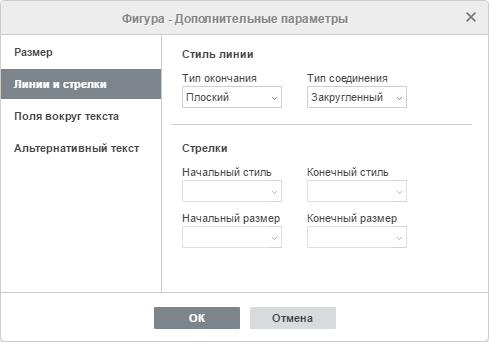 Фигура - Дополнительные параметры
Размер
Линии и стрелки
Поля вокруг текста
Альтернативный текст
Стиль линии
Тип окончания Тип соединения
Плоский Закругленный
Стрелки
Начальный стиль Конечный стиль
Начальный размер Конечный размер
ОК Отмена